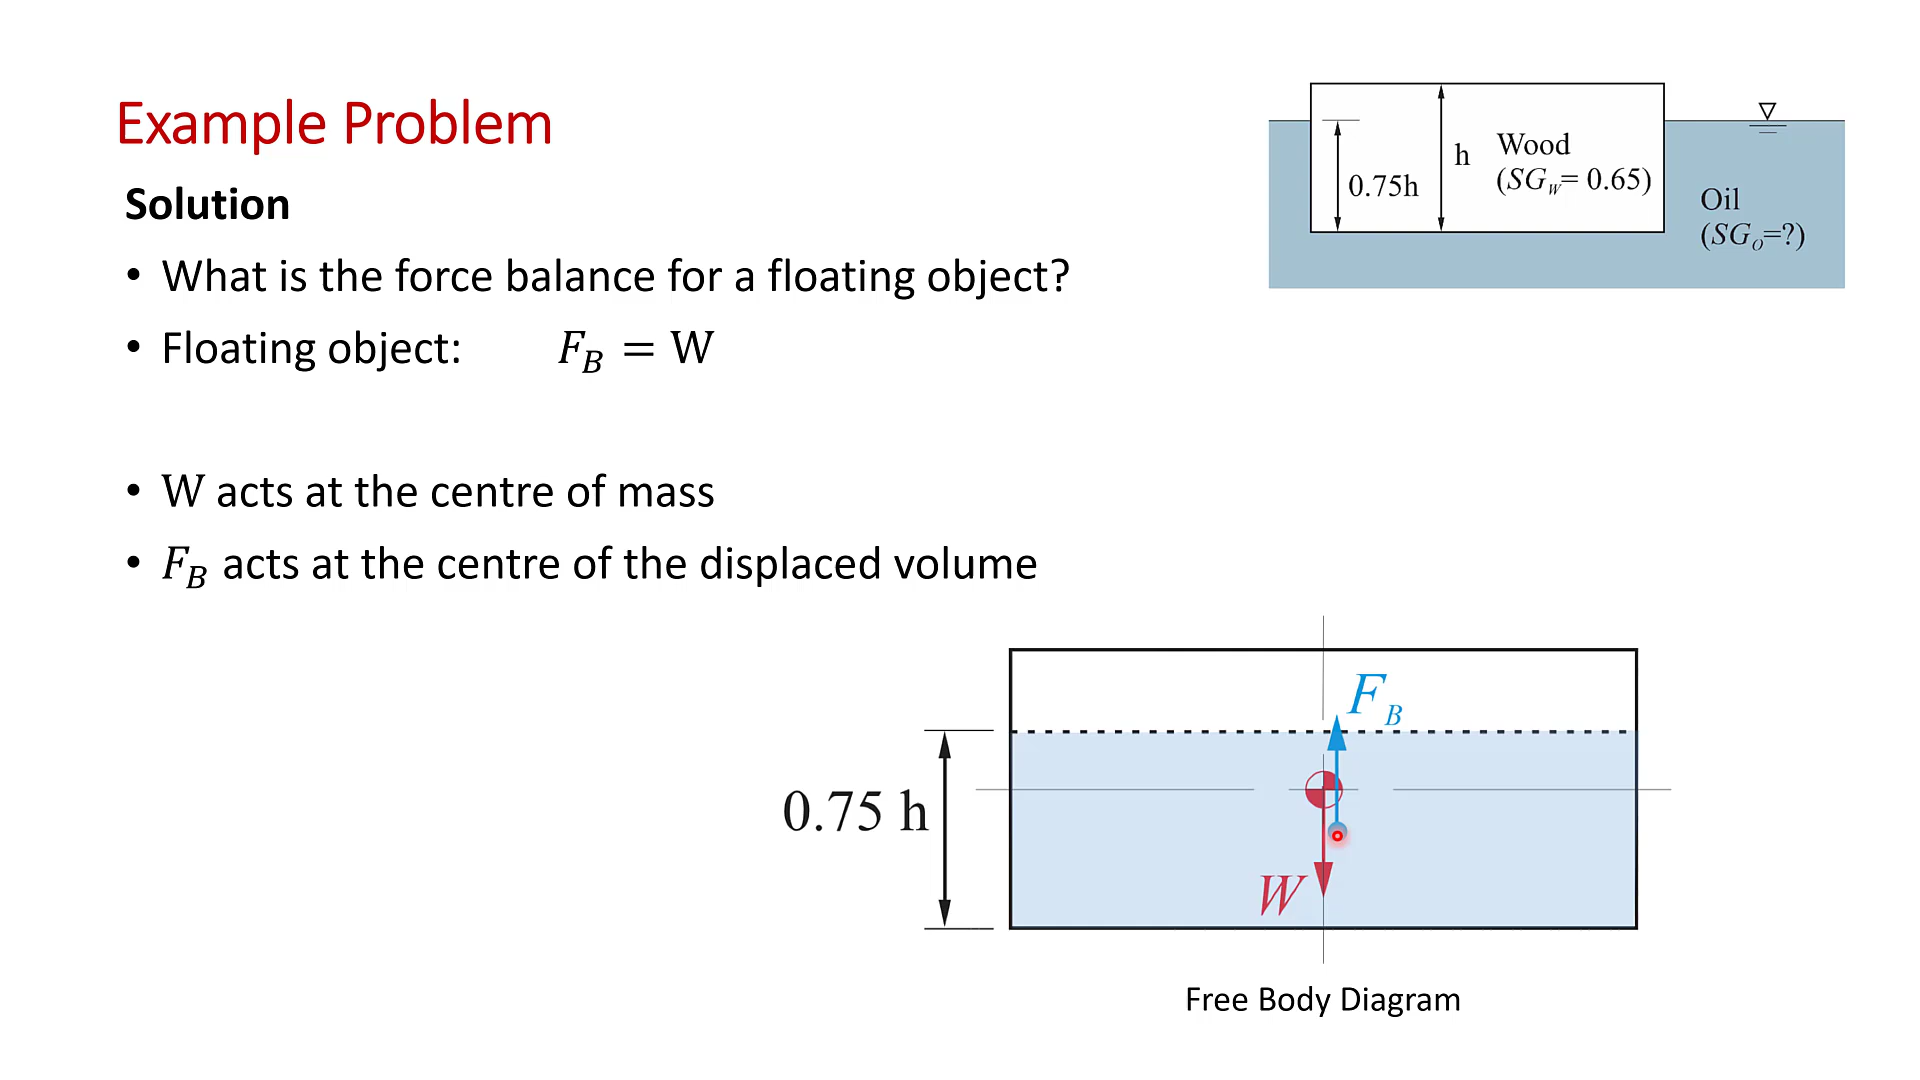 Example Problem
Solution
• What is the force balance for a floating object?
• Floating object: F_B = W
• W acts at the centre of mass
• F_B acts at the centre of the displaced volume
0.75h
h
Wood
(SG_W= 0.65)
Oil
(SG_O=?)
F_B
0.75 h
W
Free Body Diagram